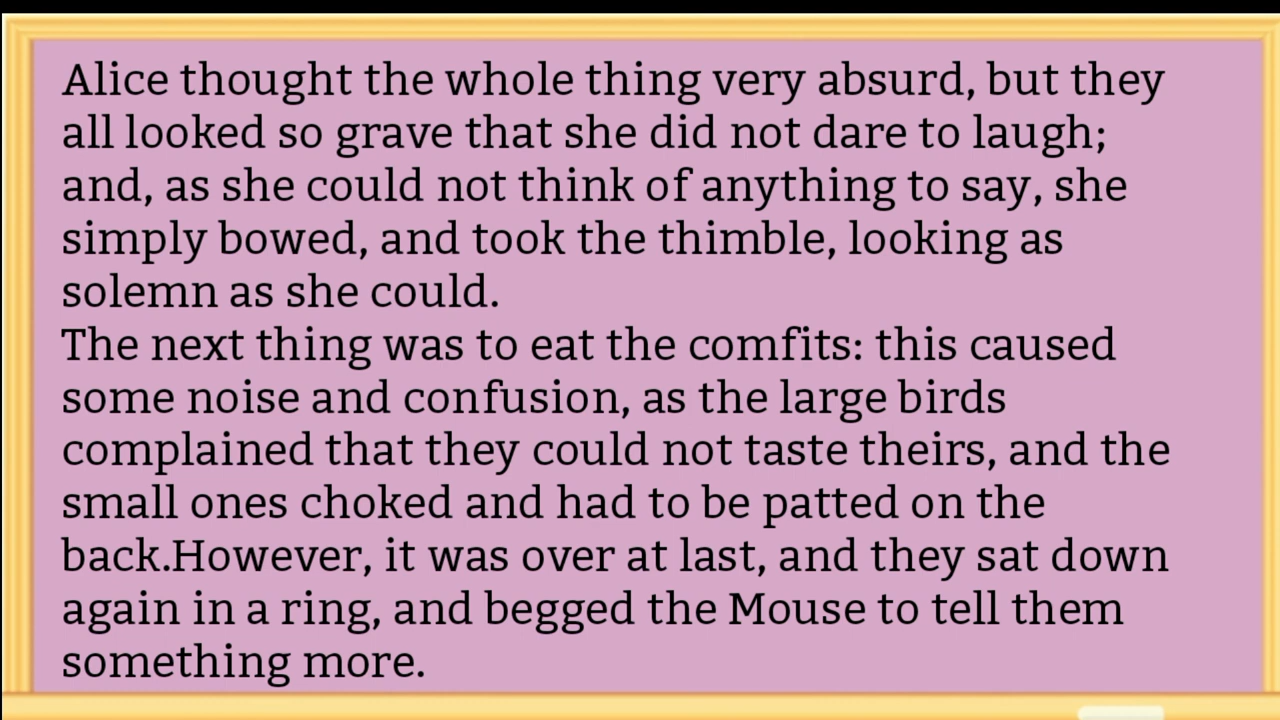 Alice thought the whole thing very absurd, but they
all looked so grave that she did not dare to laugh;
and, as she could not think of anything to say, she
simply bowed, and took the thimble, looking as
solemn as she could.
The next thing was to eat the comfits: this caused
some noise and confusion, as the large birds
complained that they could not taste theirs, and the
small ones choked and had to be patted on the
back.However, it was over at last, and they sat down
again in a ring, and begged the Mouse to tell them
something more.